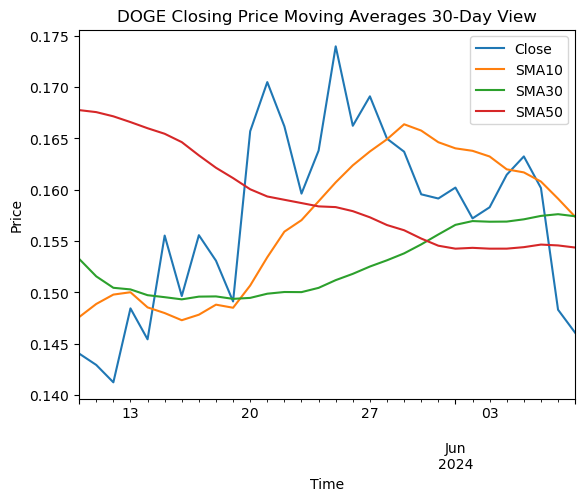 DOGE Closing Price Moving Averages 30-Day View
Close
SMA10
SMA30
SMA50
Price
0.175
0.170
0.165
0.160
0.155
0.150
0.145
0.140
13
20
27
03
Jun
2024
Time